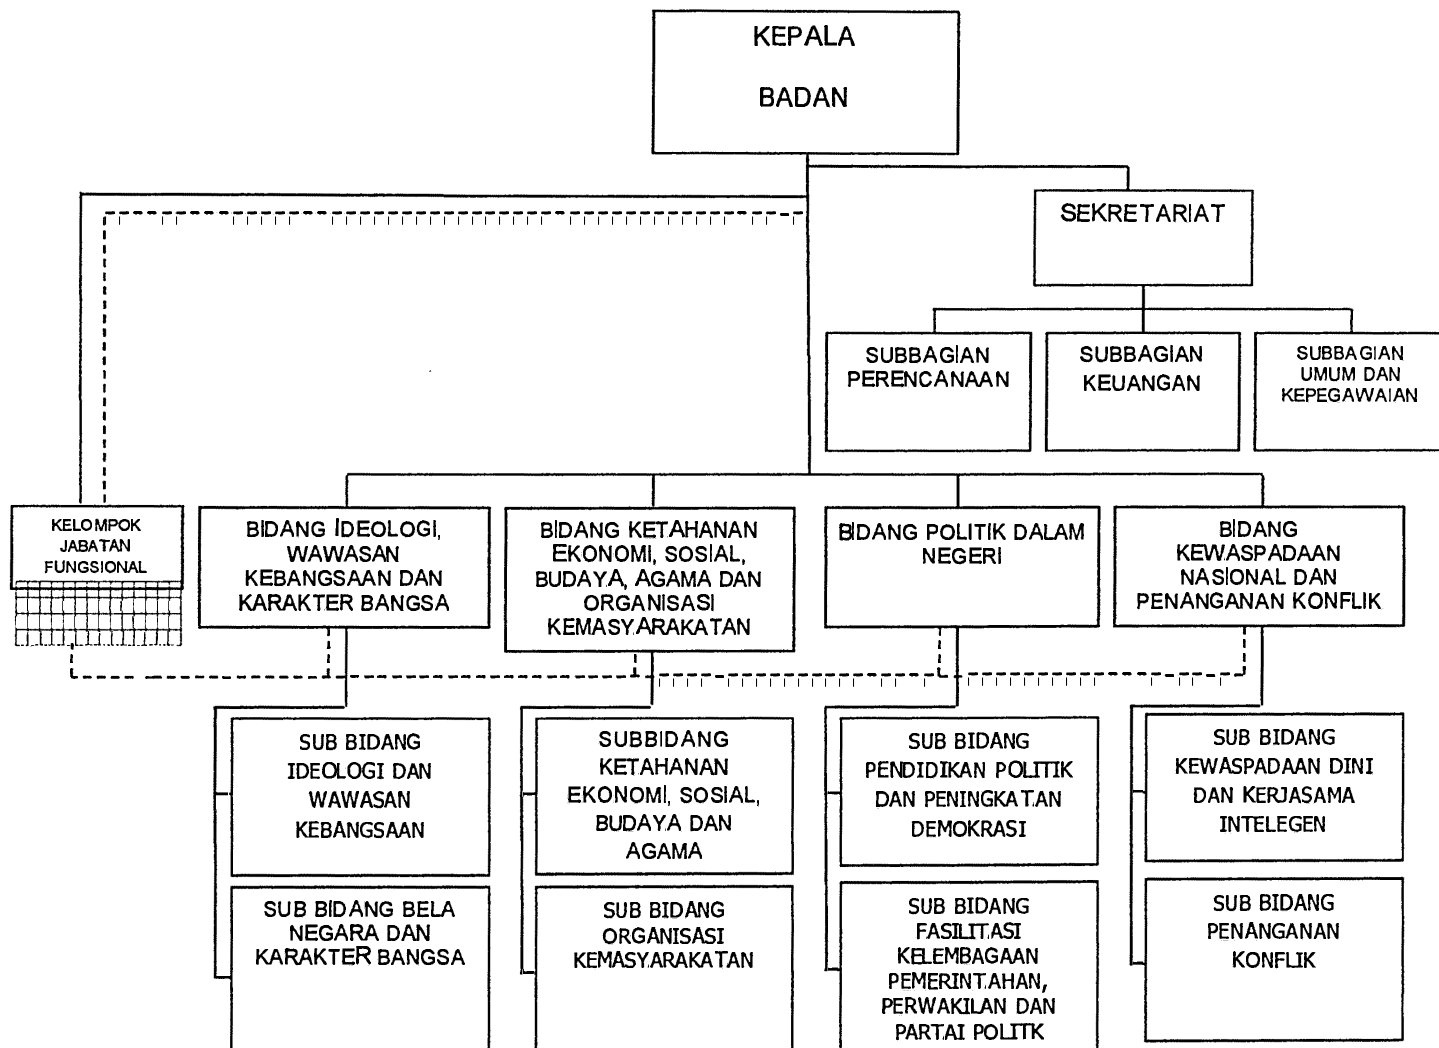 KEPALA
BADAN
SEKRETARIAT
SUBBAGIAN
PERENCANAAN
SUBBAGIAN
KEUANGAN
SUBBAGIAN
UMUM DAN
KEPEGAWAIAN
KELOMPOK
JABATAN
FUNGSIONAL
BIDANG IDEOLOGI,
WAWASAN
KEBANGSAAN DAN
KARAKTER BANGSA
BIDANG KETAHANAN
EKONOMI, SOSIAL,
BUDAYA, AGAMA DAN
ORGANISASI
KEMASYARAKATAN
BIDANG POLITIK DALAM
NEGERI
BIDANG
KEWASPADAAN
NASIONAL DAN
PENANGANAN KONFLIK
SUB BIDANG
IDEOLOGI DAN
WAWASAN
KEBANGSAAN
SUBBIDANG
KETAHANAN
EKONOMI, SOSIAL,
BUDAYA DAN
AGAMA
SUB BIDANG
PENDIDIKAN POLITIK
DAN PENINGKATAN
DEMOKRASI
SUB BIDANG
KEWASPADAAN DINI
DAN KERJASAMA
INTELEGEN
SUB BIDANG BELA
NEGARA DAN
KARAKTER BANGSA
SUB BIDANG
ORGANISASI
KEMASYARAKATAN
SUB BIDANG
FASILITASI
KELEMBAGAAN
PEMERINTAHAN,
PERWAKILAN DAN
PARTAI POLITK
SUB BIDANG
PENANGANAN
KONFLIK